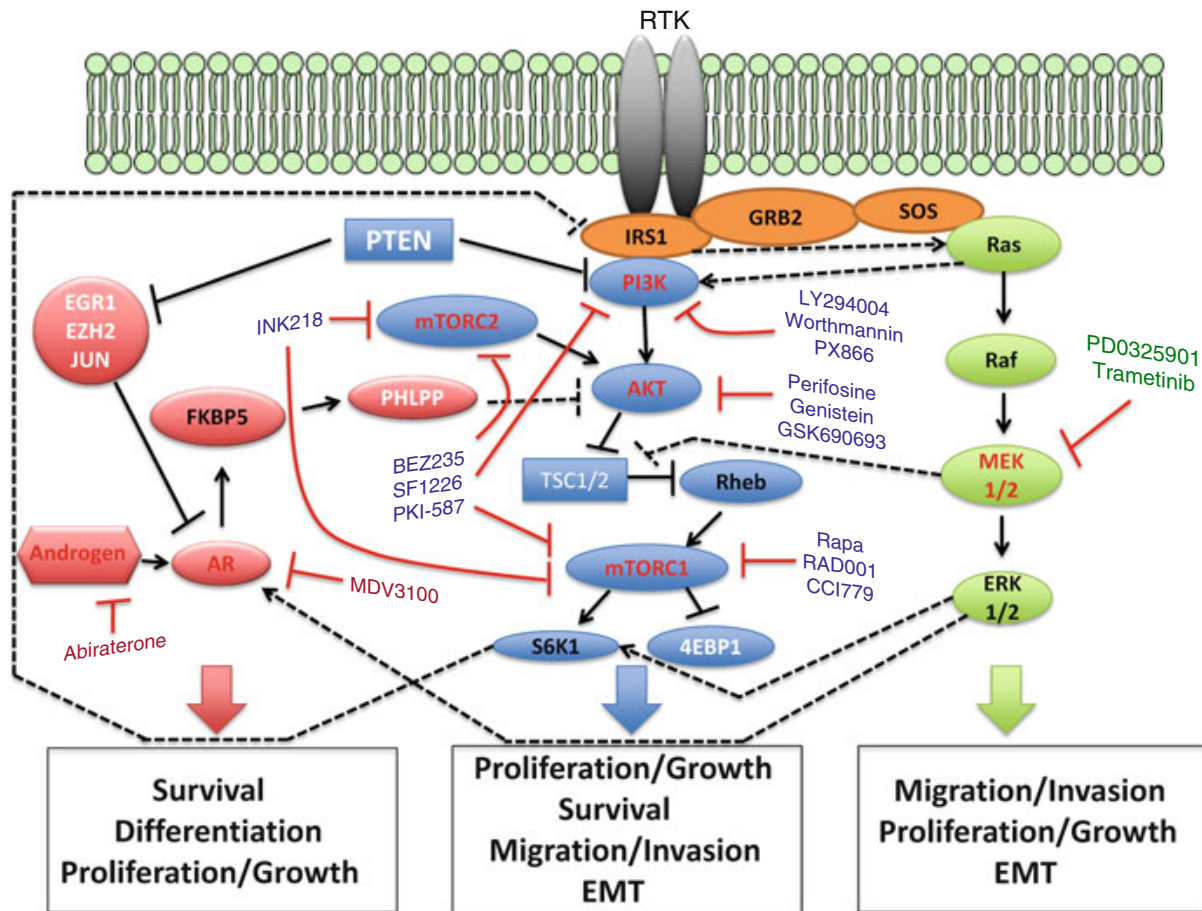 RTK
GRB2
SOS
IRS1
Ras
PTEN
PI3K
EGR1
EZH2
JUN
INK218
mTORC2
LY294004
Worthmannin
PX866
Raf
PD0325901
Trametinib
FKBP5
PHLPP
AKT
Perifosine
Genistein
GSK690693
BEZ235
SF1226
PKI-587
TSC1/2
Rheb
MEK
1/2
Androgen
AR
MDV3100
mTORC1
Rapa
RAD001
CCI779
ERK
1/2
Abiraterone
S6K1
4EBP1
Survival
Differentiation
Proliferation/Growth
Proliferation/Growth
Survival
Migration/Invasion
EMT
Migration/Invasion
Proliferation/Growth
EMT